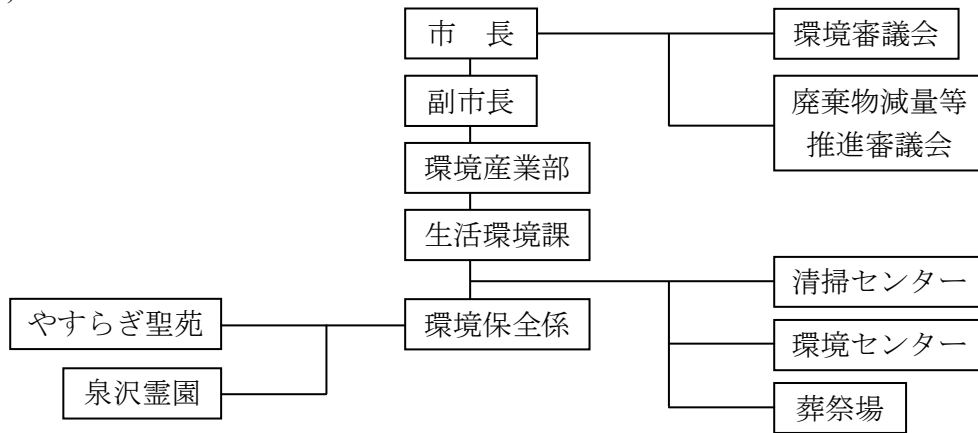 市　長
環境審議会
副市長
廃棄物減量等
推進審議会
環境産業部
生活環境課
清掃センター
やすらぎ聖苑
環境保全係
環境センター
泉沢霊園
葬祭場